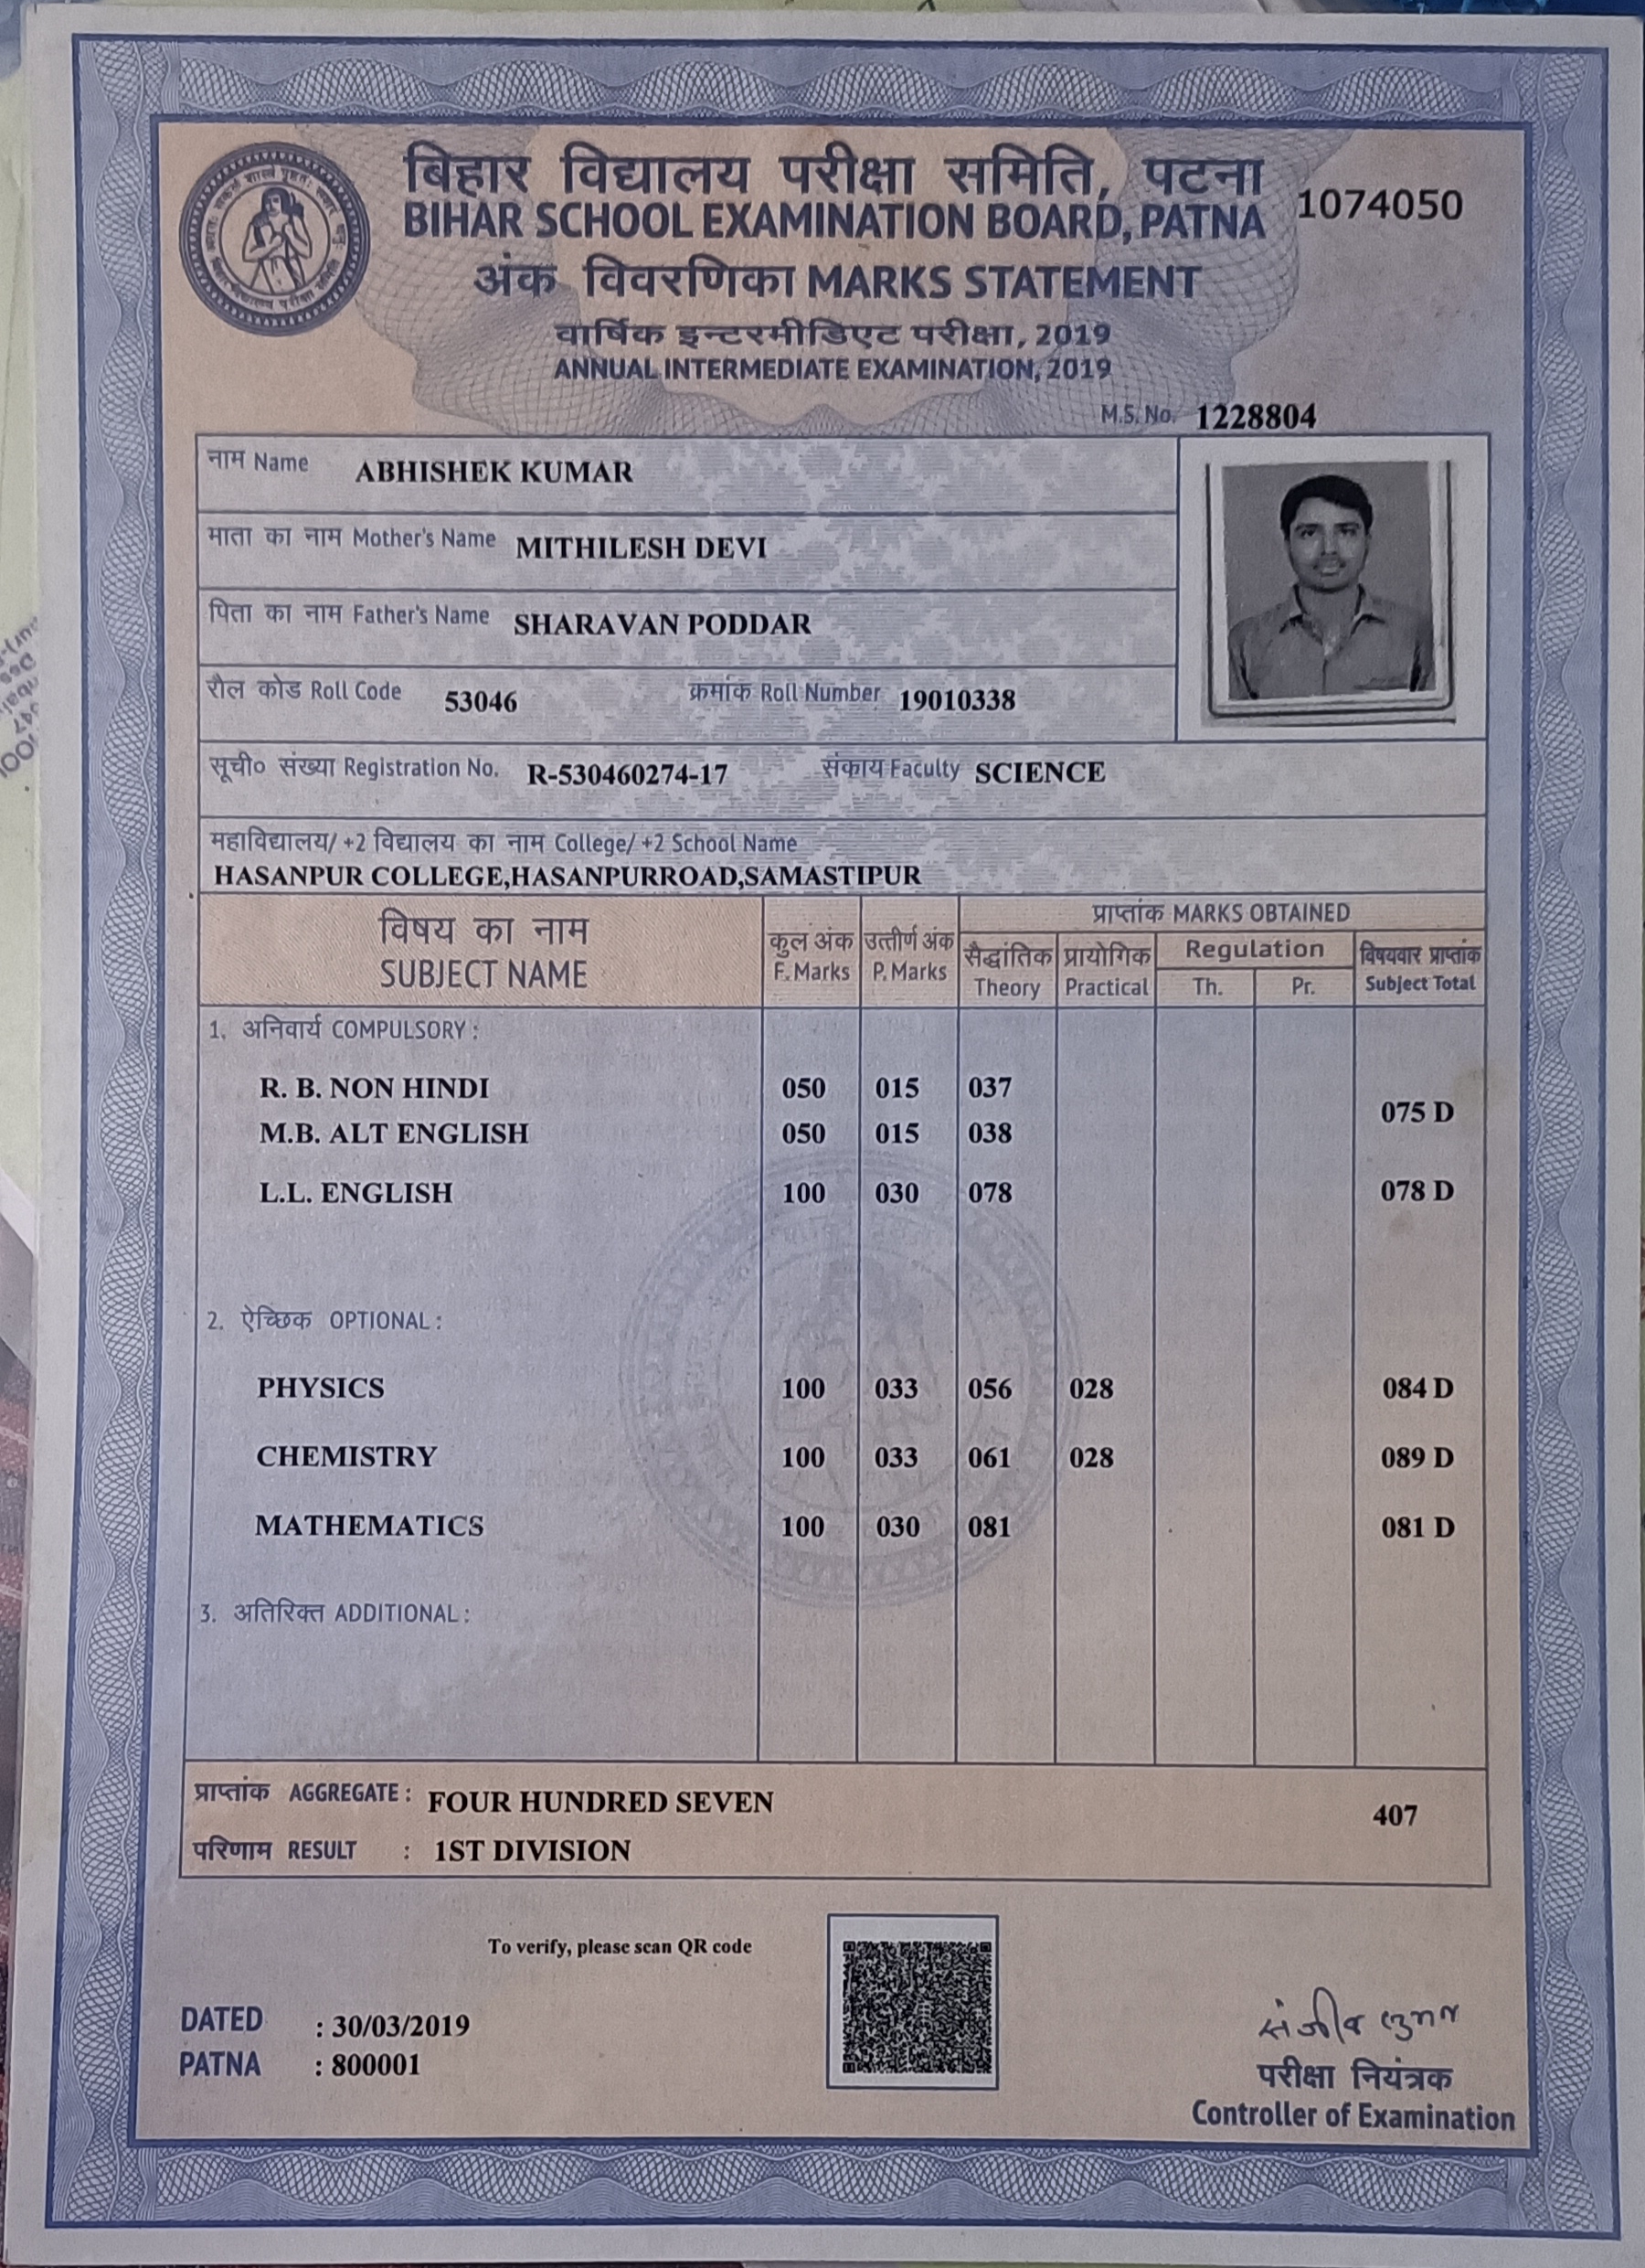 बिहार विद्यालय परीक्षा समिति, पटना
BIHAR SCHOOL EXAMINATION BOARD, PATNA
1074050
अंक विवरणिका MARKS STATEMENT
वार्षिक इन्टरमीडिएट परीक्षा, 2019
ANNUAL INTERMEDIATE EXAMINATION, 2019
M.S. No. 1228804
नाम Name ABHISHEK KUMAR
माता का नाम Mother's Name MITHILESH DEVI
पिता का नाम Father's Name SHARAVAN PODDAR
रौल कोड Roll Code 53046 क्रमांक Roll Number 19010338
सूची० संख्या Registration No. R-530460274-17 संकाय Faculty SCIENCE
महाविद्यालय/ +2 विद्यालय का नाम College/ +2 School Name
HASANPUR COLLEGE,HASANPURROAD,SAMASTIPUR
विषय का नाम
SUBJECT NAME
कुल अंक
F. Marks
उत्तीर्ण अंक
P. Marks
प्राप्तांक MARKS OBTAINED
सैद्धांतिक
Theory
प्रायोगिक
Practical
Regulation
Th. Pr.
विषयवार प्राप्तांक
Subject Total
1. अनिवार्य COMPULSORY :
R. B. NON HINDI 050 015 037
075 D
M.B. ALT ENGLISH 050 015 038
L.L. ENGLISH 100 030 078 078 D
2. ऐच्छिक OPTIONAL :
PHYSICS 100 033 056 028 084 D
CHEMISTRY 100 033 061 028 089 D
MATHEMATICS 100 030 081 081 D
3. अतिरिक्त ADDITIONAL :
प्राप्तांक AGGREGATE : FOUR HUNDRED SEVEN 407
परिणाम RESULT : 1ST DIVISION
To verify, please scan QR code
DATED : 30/03/2019
PATNA : 800001
संजीव कुमार
परीक्षा नियंत्रक
Controller of Examination